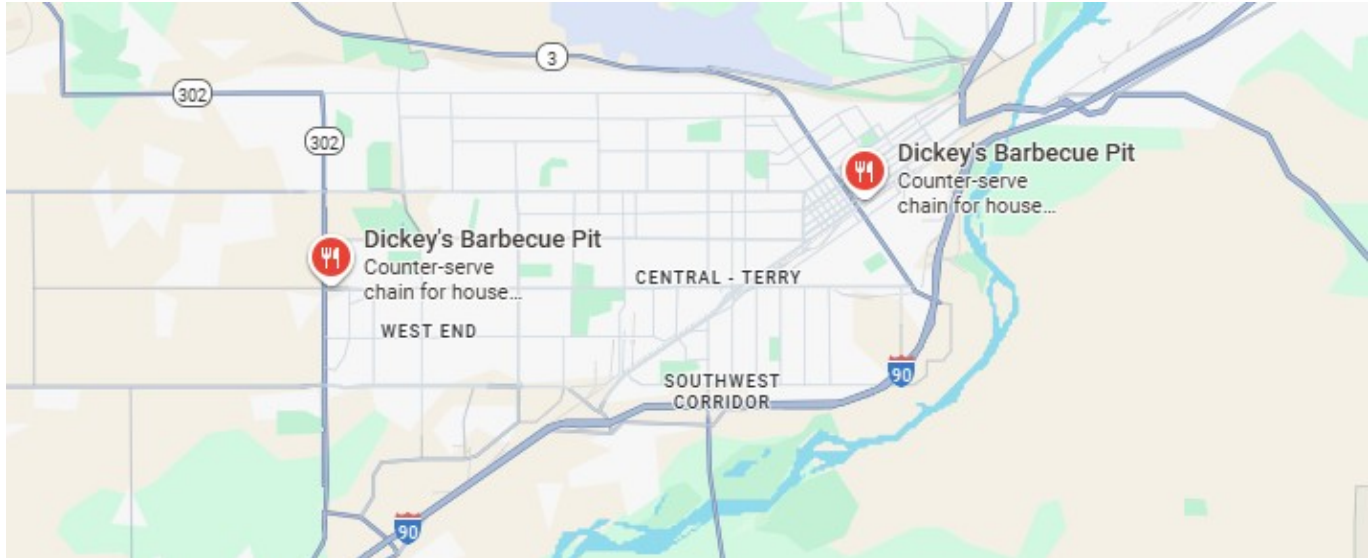 3
302
302
Dickey's Barbecue Pit
Counter-serve
chain for house...
Dickey's Barbecue Pit
Counter-serve
chain for house...
CENTRAL - TERRY
WEST END
90
SOUTHWEST
CORRIDOR
90